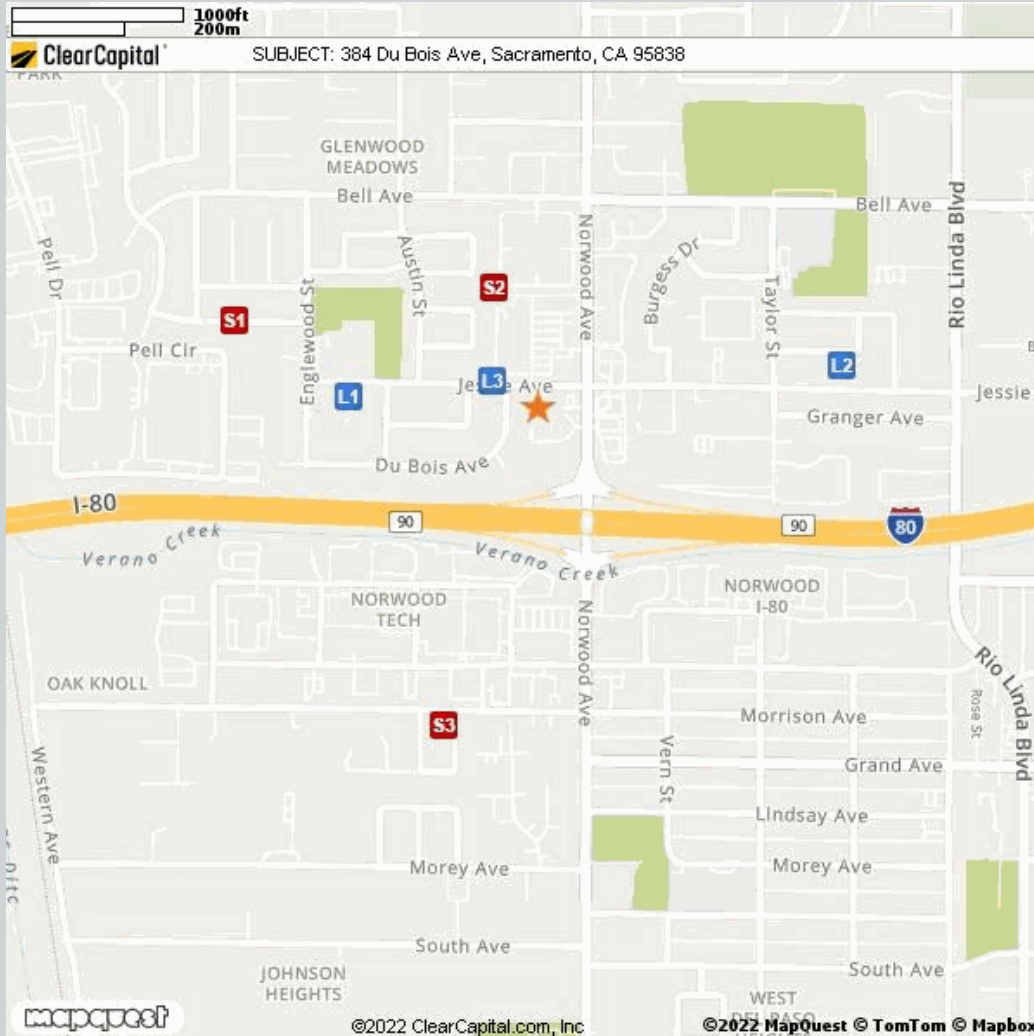 1000ft
200m
ClearCapital
SUBJECT: 384 Du Bois Ave, Sacramento, CA 95838
PARK
GLENWOOD
MEADOWS
Bell Ave
Bell Ave
Rio Linda Blvd
Pell Dr
Austin St
Norwood Ave
Burgess Dr
Taylor St
S2
Englewood St
S1
Pell Cir
L1
L3
Ave
L2
Jessie
Granger Ave
Du Bois Ave
I-80
90
90
80
Verano Creek
Verano Creek
NORWOOD
TECH
NORWOOD
I-80
Norwood Ave
OAK KNOLL
Rio Linda Blvd
Rose St
S3
Morrison Ave
Western Ave
Vern St
Grand Ave
Lindsay Ave
Morey Ave
Morey Ave
South Ave
South Ave
JOHNSON
HEIGHTS
WEST
mapquest
©2022 ClearCapital.com, Inc
©2022 MapQuest © TomTom © Mapbo